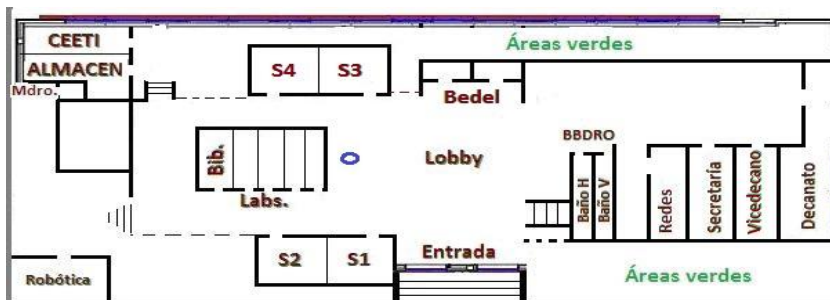 CEETI
Áreas verdes
ALMACEN
S4
S3
Mdro.
Bedel
BBDRO
Bib.
Lobby
Labs.
Baño H
Baño V
Redes
Secretaría
Vicedecano
Decanato
S2
S1
Entrada
Robótica
Áreas verdes